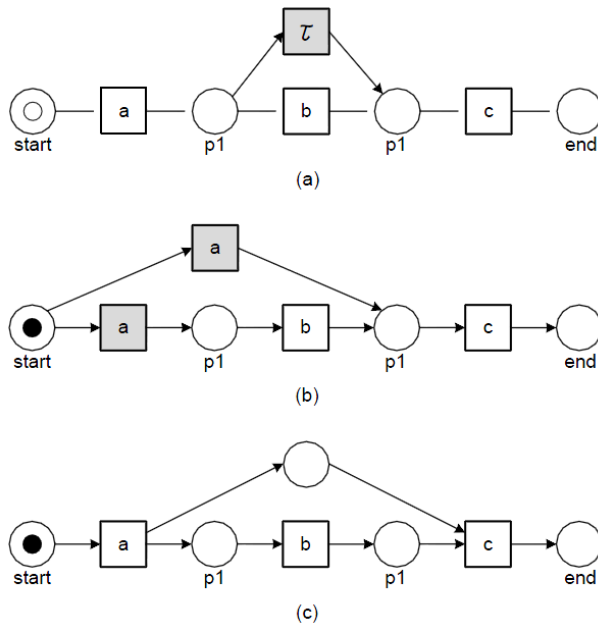 τ
a b c
start p1 p1 end
(a)
a
a b c
start p1 p1 end
(b)
a b c
start p1 p1 end
(c)